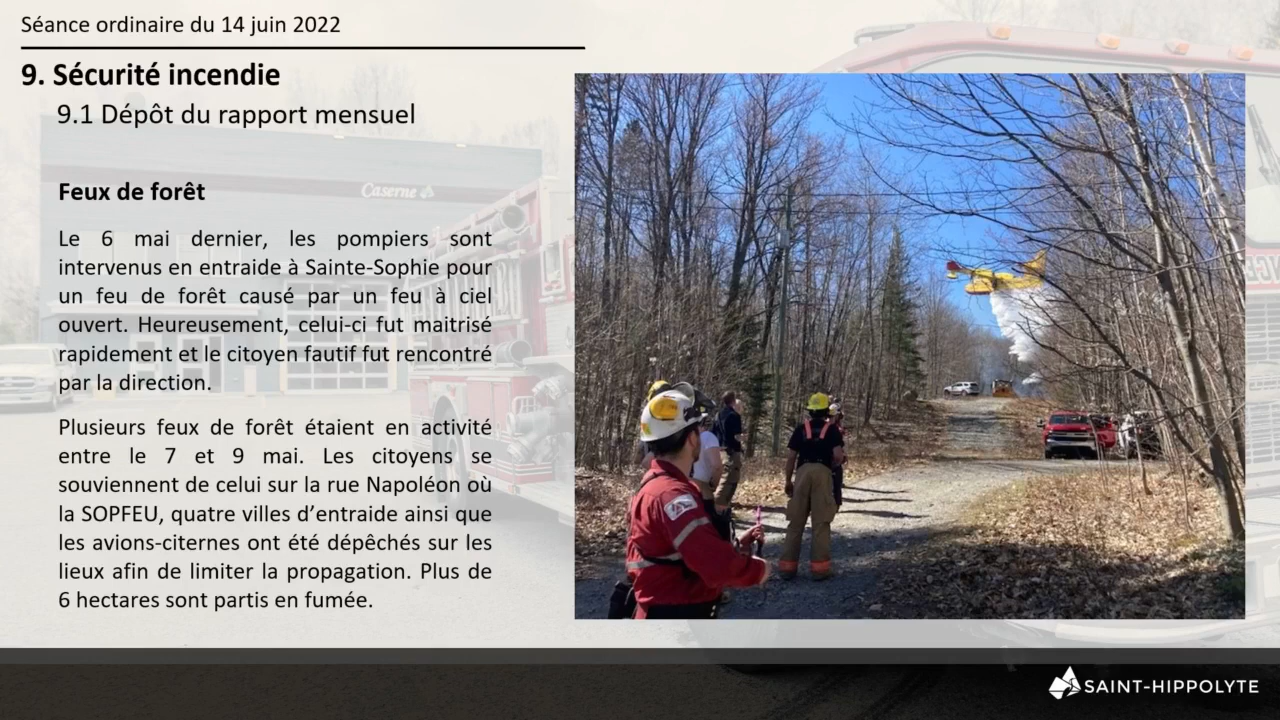 Séance ordinaire du 14 juin 2022
9. Sécurité incendie
9.1 Dépôt du rapport mensuel
Caserne
Feux de forêt
Le 6 mai dernier, les pompiers sont
intervenus en entraide à Sainte-Sophie pour
un feu de forêt causé par un feu à ciel
ouvert. Heureusement, celui-ci fut maitrisé
rapidement et le citoyen fautif fut rencontré
par la direction.
Plusieurs feux de forêt étaient en activité
entre le 7 et 9 mai. Les citoyens se
souviennent de celui sur la rue Napoléon où
la SOPFEU, quatre villes d’entraide ainsi que
les avions-citernes ont été dépêchés sur les
lieux afin de limiter la propagation. Plus de
6 hectares sont partis en fumée.
SAINT-HIPPOLYTE